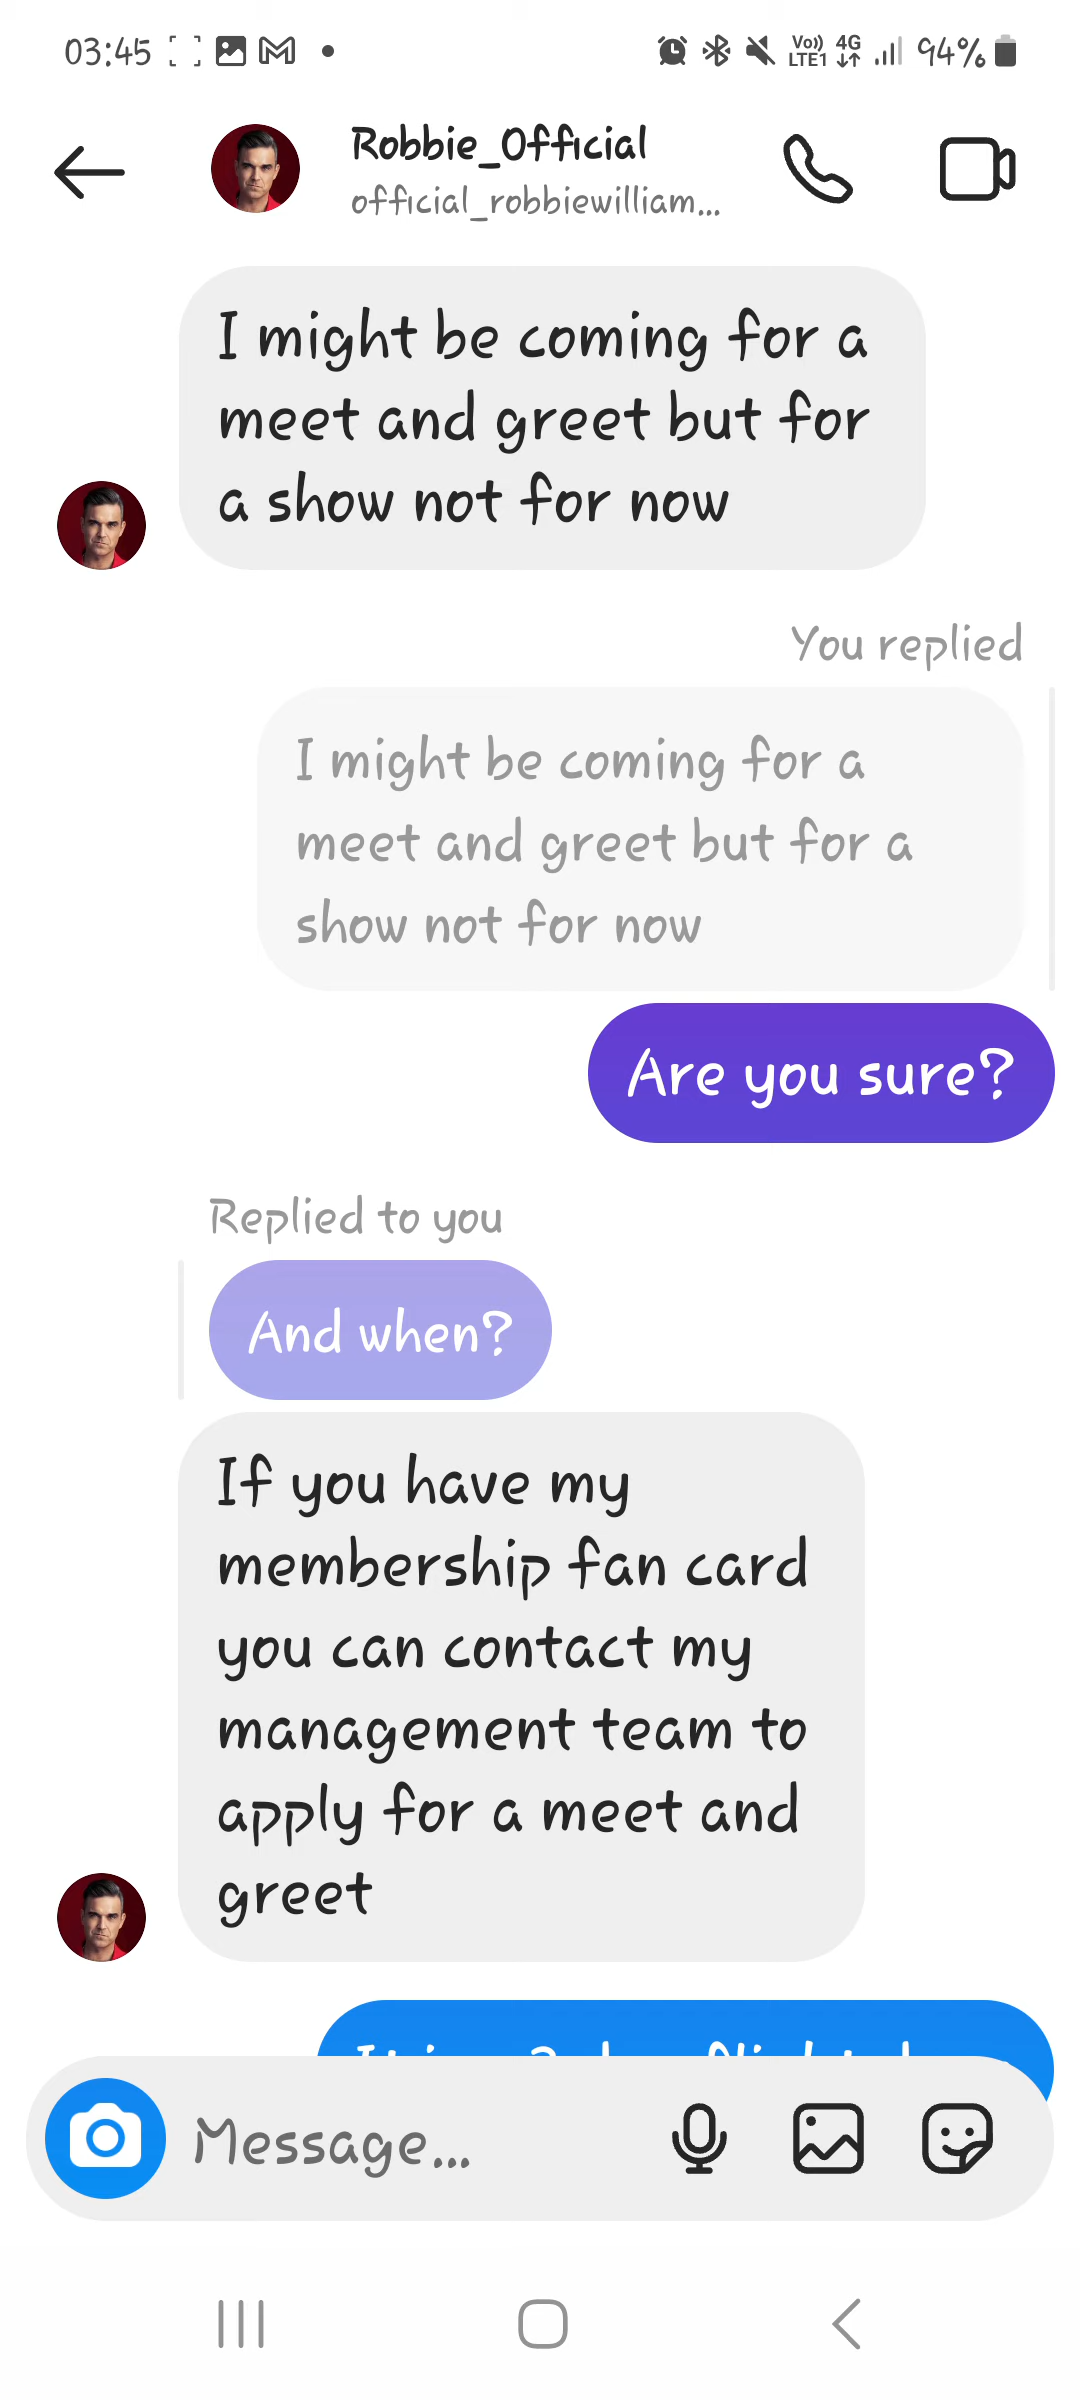 03:45
Vo)) 4G
LTE1
94%
Robbie_Official
official_robbiewilliam...
I might be coming for a
meet and greet but for
a show not for now
You replied
I might be coming for a
meet and greet but for a
show not for now
Are you sure?
Replied to you
And when?
If you have my
membership fan card
you can contact my
management team to
apply for a meet and
greet
Message...